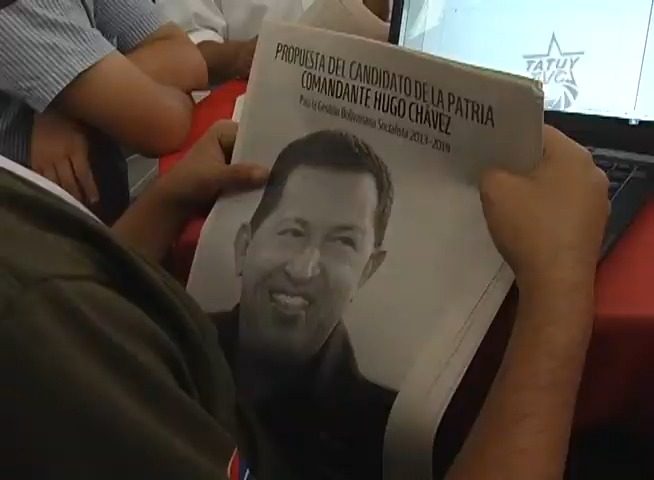 PROPUESTA DEL CANDIDATO DE LA PATRIA
COMANDANTE HUGO CHÁVEZ
Para la Gestión Bolivariana Socialista 2013-2019
TATUY
TVC